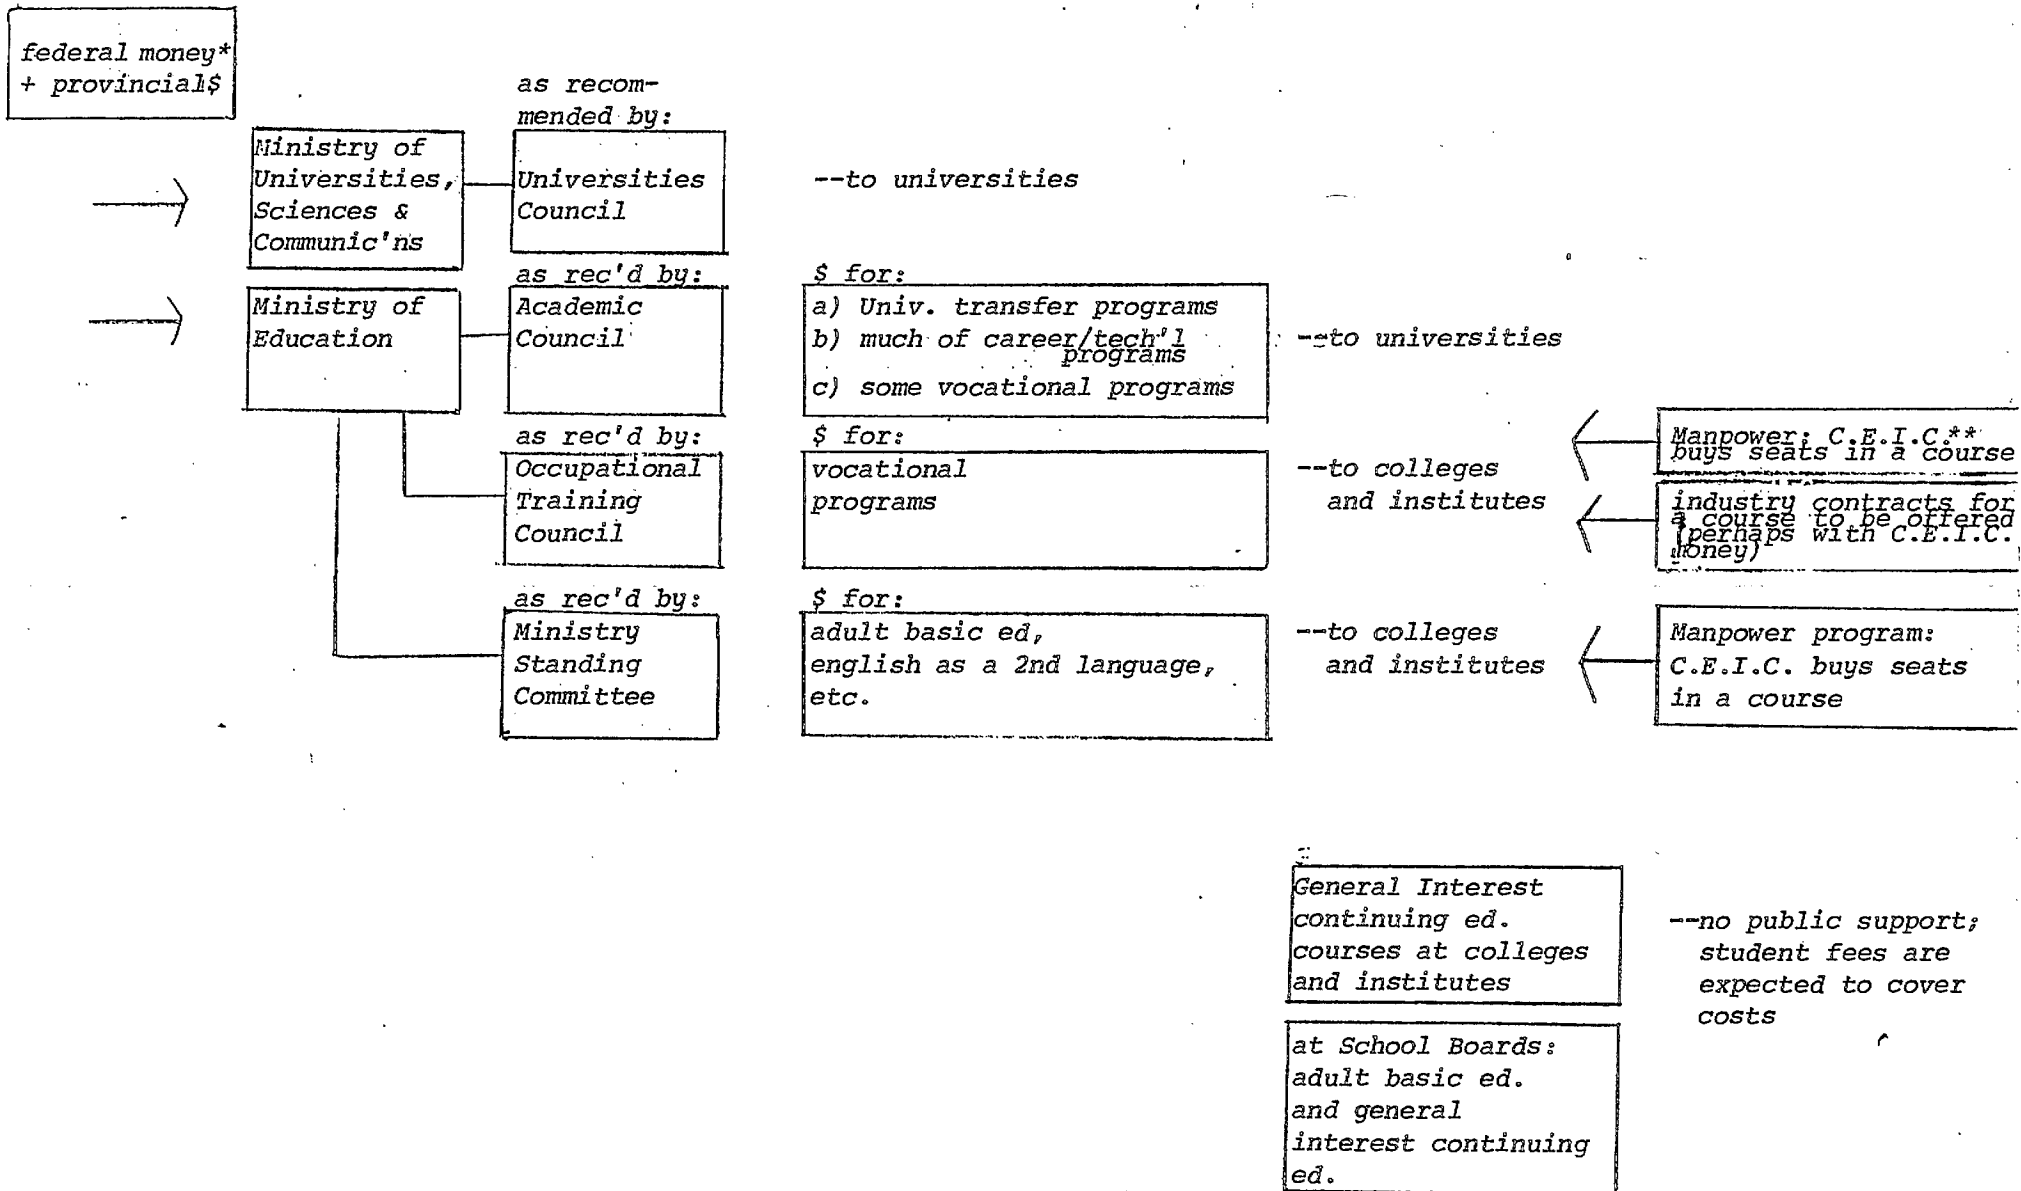 federal money*
+ provincial$
as recom-
mended by:
Ministry of
Universities,
Sciences &
Communic'ns
Universities
Council
--to universities
Ministry of
Education
as rec'd by:
Academic
Council
$ for:
a) Univ. transfer programs
b) much of career/tech'l
programs
c) some vocational programs
--to universities
as rec'd by:
Occupational
Training
Council
$ for:
vocational
programs
--to colleges
and institutes
Manpower: C.E.I.C.**
buys seats in a course
industry contracts for
a course to be offered
(perhaps with C.E.I.C.
money)
as rec'd by:
Ministry
Standing
Committee
$ for:
adult basic ed,
english as a 2nd language,
etc.
--to colleges
and institutes
Manpower program:
C.E.I.C. buys seats
in a course
General Interest
continuing ed.
courses at colleges
and institutes
--no public support;
student fees are
expected to cover
costs
at School Boards:
adult basic ed.
and general
interest continuing
ed.